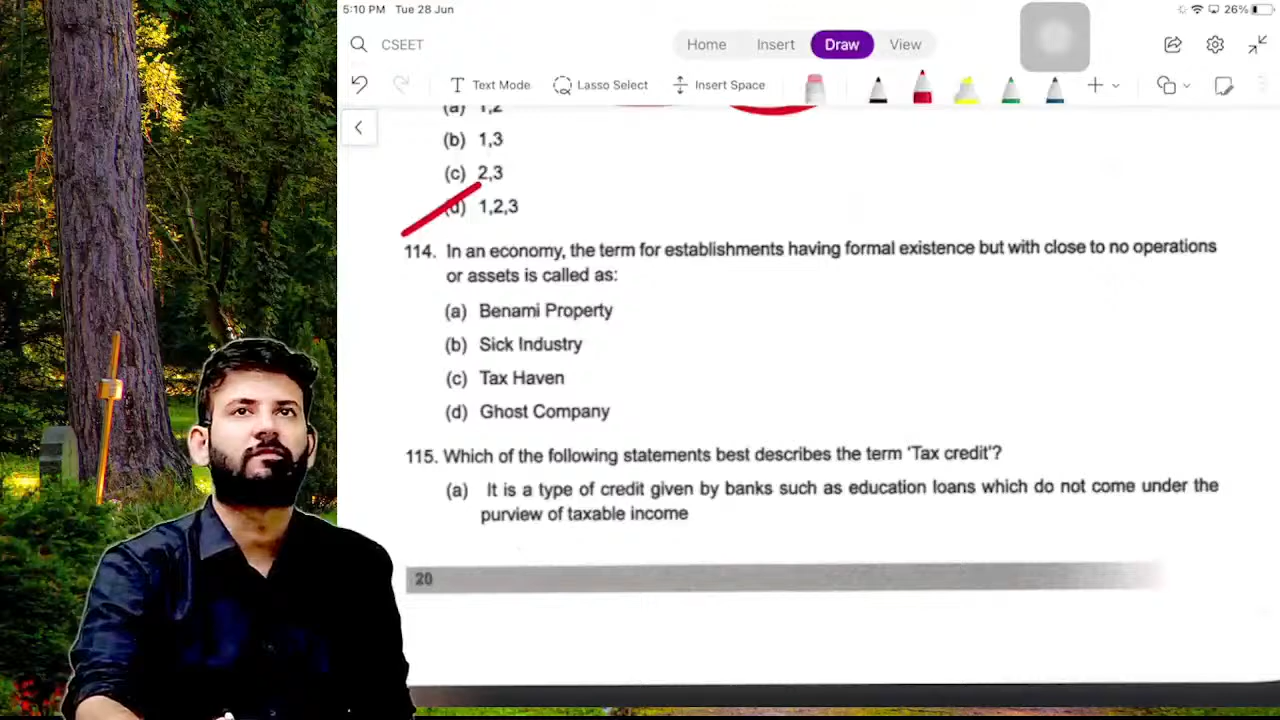 5:10 PM Tue 28 Jun
26%
CSEET
Home Insert Draw View
Text Mode Lasso Select Insert Space
(a) 1,2
(b) 1,3
(c) 2,3
(d) 1,2,3
114. In an economy, the term for establishments having formal existence but with close to no operations
or assets is called as:
(a) Benami Property
(b) Sick Industry
(c) Tax Haven
(d) Ghost Company
115. Which of the following statements best describes the term ‘Tax credit’?
(a) It is a type of credit given by banks such as education loans which do not come under the
purview of taxable income
20